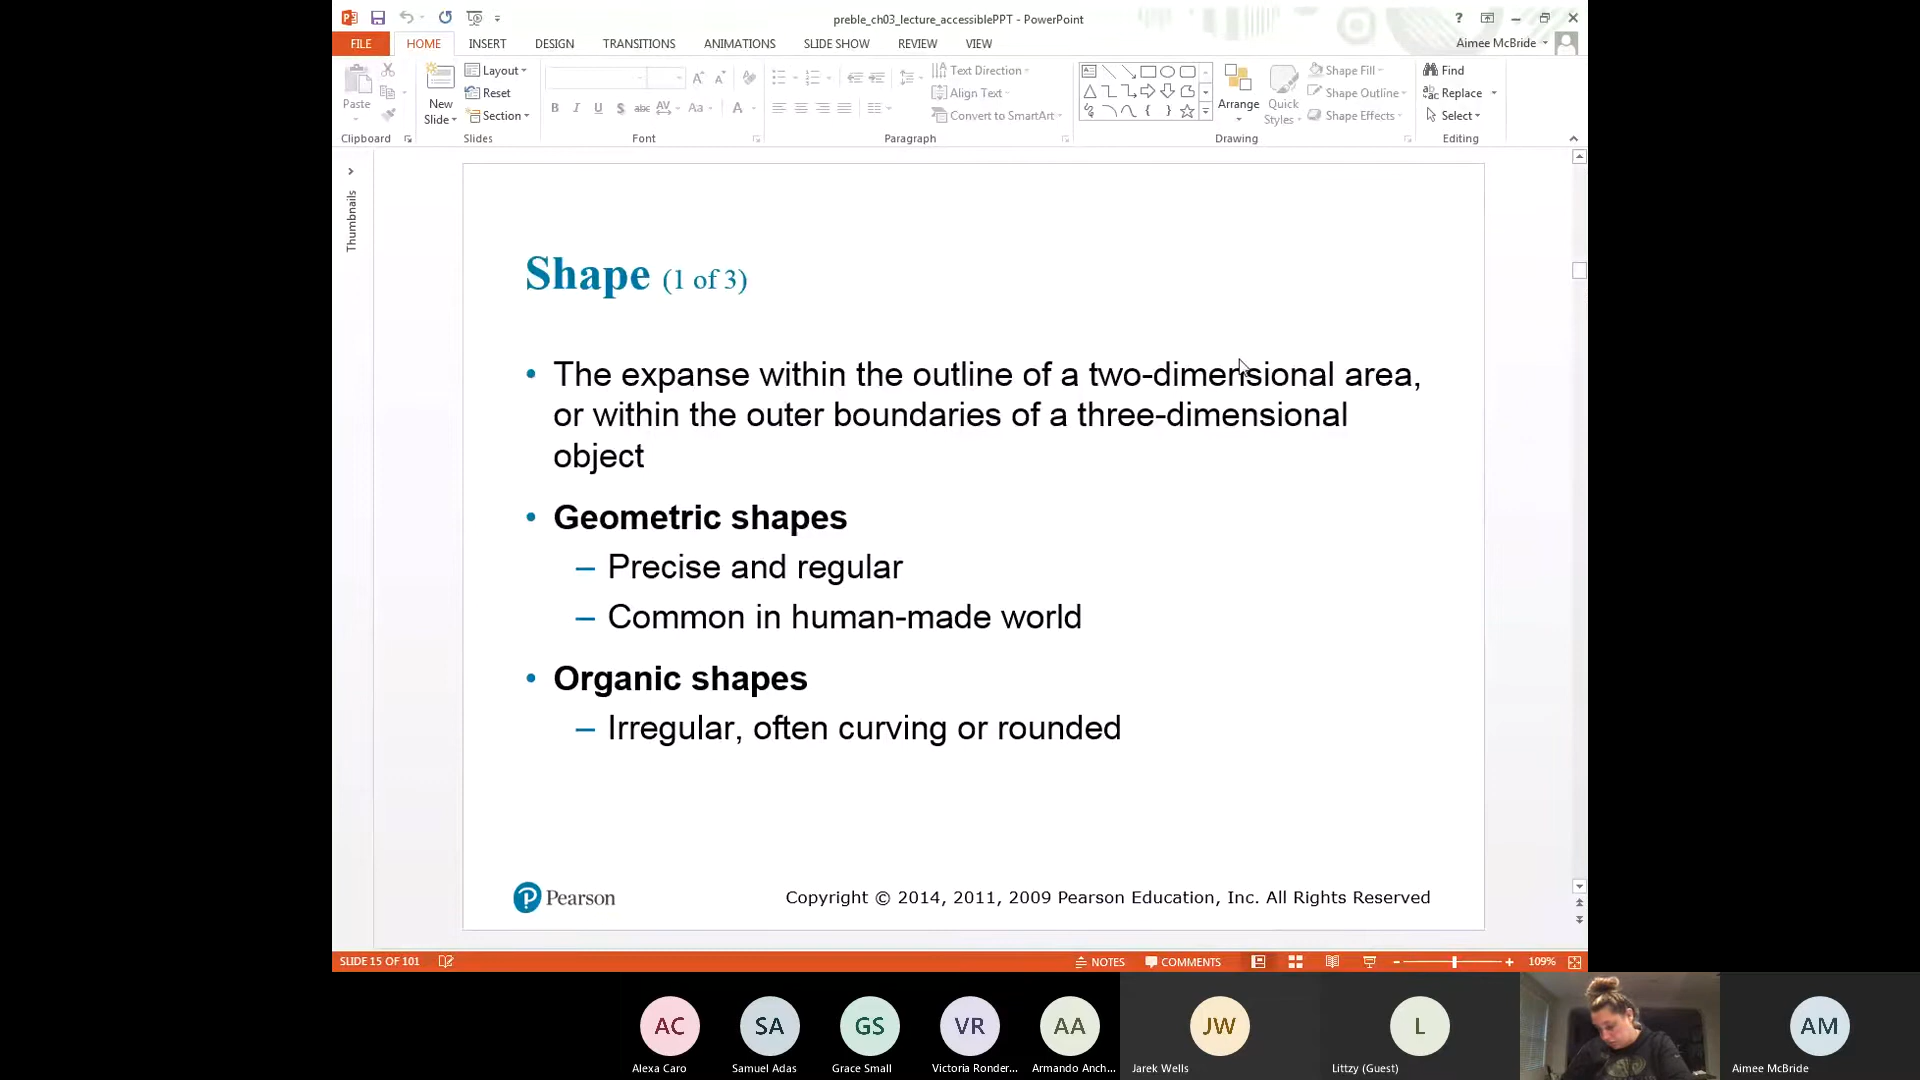 preble_ch03_lecture_accessiblePPT - PowerPoint
?
FILE HOME INSERT DESIGN TRANSITIONS ANIMATIONS SLIDE SHOW REVIEW VIEW
Aimee McBride
Paste
Clipboard
New
Slide
Layout
Reset
Section
Slides
B I U S abc AV Aa A
Font
Paragraph
Text Direction
Align Text
Convert to SmartArt
Arrange
Quick
Styles
Drawing
Shape Fill
Shape Outline
Shape Effects
Find
Replace
Select
Editing
Thumbnails
Shape (1 of 3)
• The expanse within the outline of a two-dimensional area,
or within the outer boundaries of a three-dimensional
object
• Geometric shapes
– Precise and regular
– Common in human-made world
• Organic shapes
– Irregular, often curving or rounded
Pearson
Copyright © 2014, 2011, 2009 Pearson Education, Inc. All Rights Reserved
SLIDE 15 OF 101
NOTES COMMENTS 109%
AC SA GS VR AA JW L AM
Alexa Caro Samuel Adas Grace Small Victoria Ronder... Armando Anch... Jarek Wells Littzy (Guest) Aimee McBride